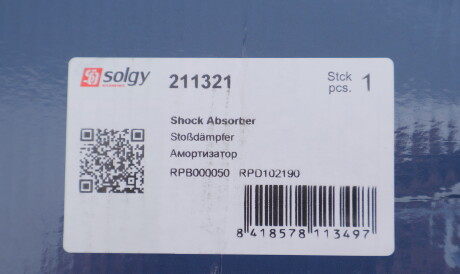 solgy 211321 Stck pcs. 1
Shock Absorber
Stoßdämpfer
Амортизатор
RPB000050 RPD102190
8 418578 113497